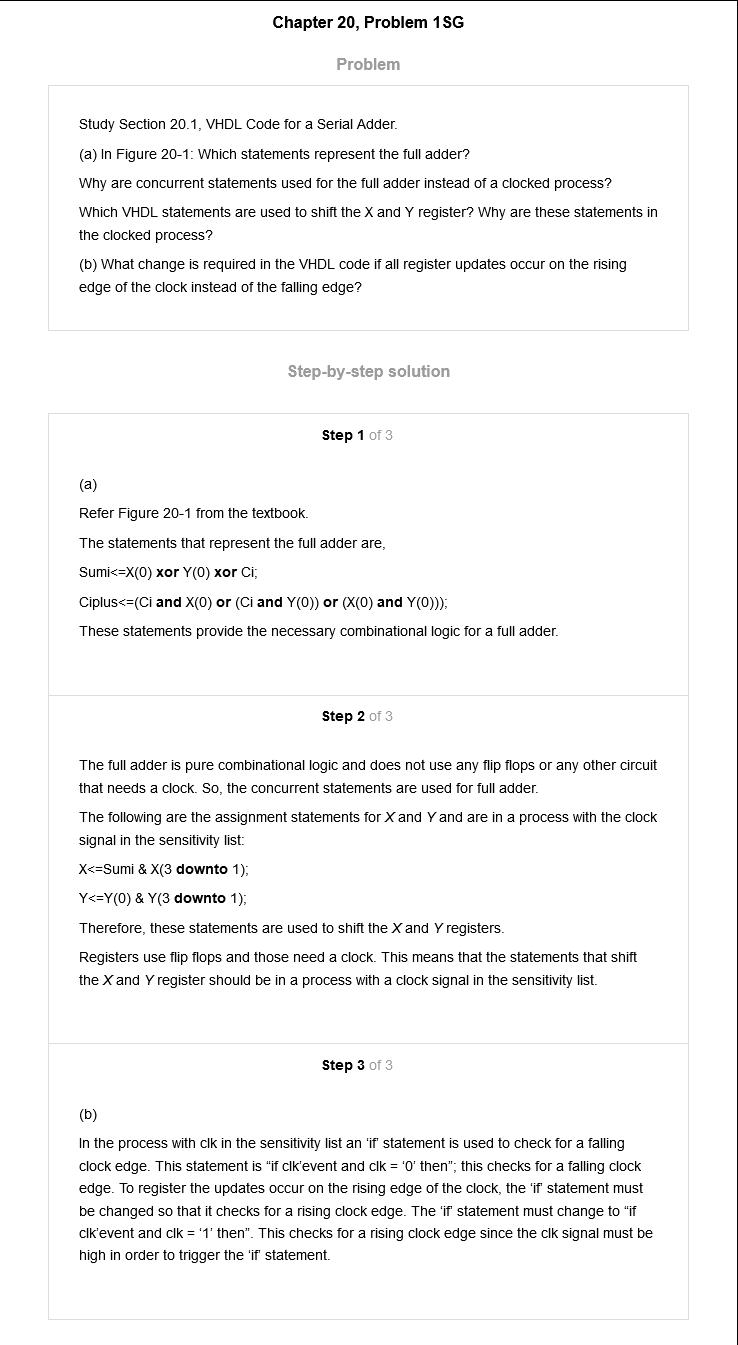 Chapter 20, Problem 1SG
Problem
Study Section 20.1, VHDL Code for a Serial Adder.
(a) In Figure 20-1: Which statements represent the full adder?
Why are concurrent statements used for the full adder instead of a clocked process?
Which VHDL statements are used to shift the X and Y register? Why are these statements in
the clocked process?
(b) What change is required in the VHDL code if all register updates occur on the rising
edge of the clock instead of the falling edge?
Step-by-step solution
Step 1 of 3
(a)
Refer Figure 20-1 from the textbook.
The statements that represent the full adder are,
Sumi<=X(0) xor Y(0) xor Ci;
Ciplus<=(Ci and X(0) or (Ci and Y(0)) or (X(0) and Y(0)));
These statements provide the necessary combinational logic for a full adder.
Step 2 of 3
The full adder is pure combinational logic and does not use any flip flops or any other circuit
that needs a clock. So, the concurrent statements are used for full adder.
The following are the assignment statements for X and Y and are in a process with the clock
signal in the sensitivity list:
X<=Sumi & X(3 downto 1);
Y<=Y(0) & Y(3 downto 1);
Therefore, these statements are used to shift the X and Y registers.
Registers use flip flops and those need a clock. This means that the statements that shift
the X and Y register should be in a process with a clock signal in the sensitivity list.
Step 3 of 3
(b)
In the process with clk in the sensitivity list an ‘if’ statement is used to check for a falling
clock edge. This statement is “if clk’event and clk = ‘0’ then”; this checks for a falling clock
edge. To register the updates occur on the rising edge of the clock, the ‘if’ statement must
be changed so that it checks for a rising clock edge. The ‘if’ statement must change to “if
clk’event and clk = ‘1’ then”. This checks for a rising clock edge since the clk signal must be
high in order to trigger the ‘if’ statement.